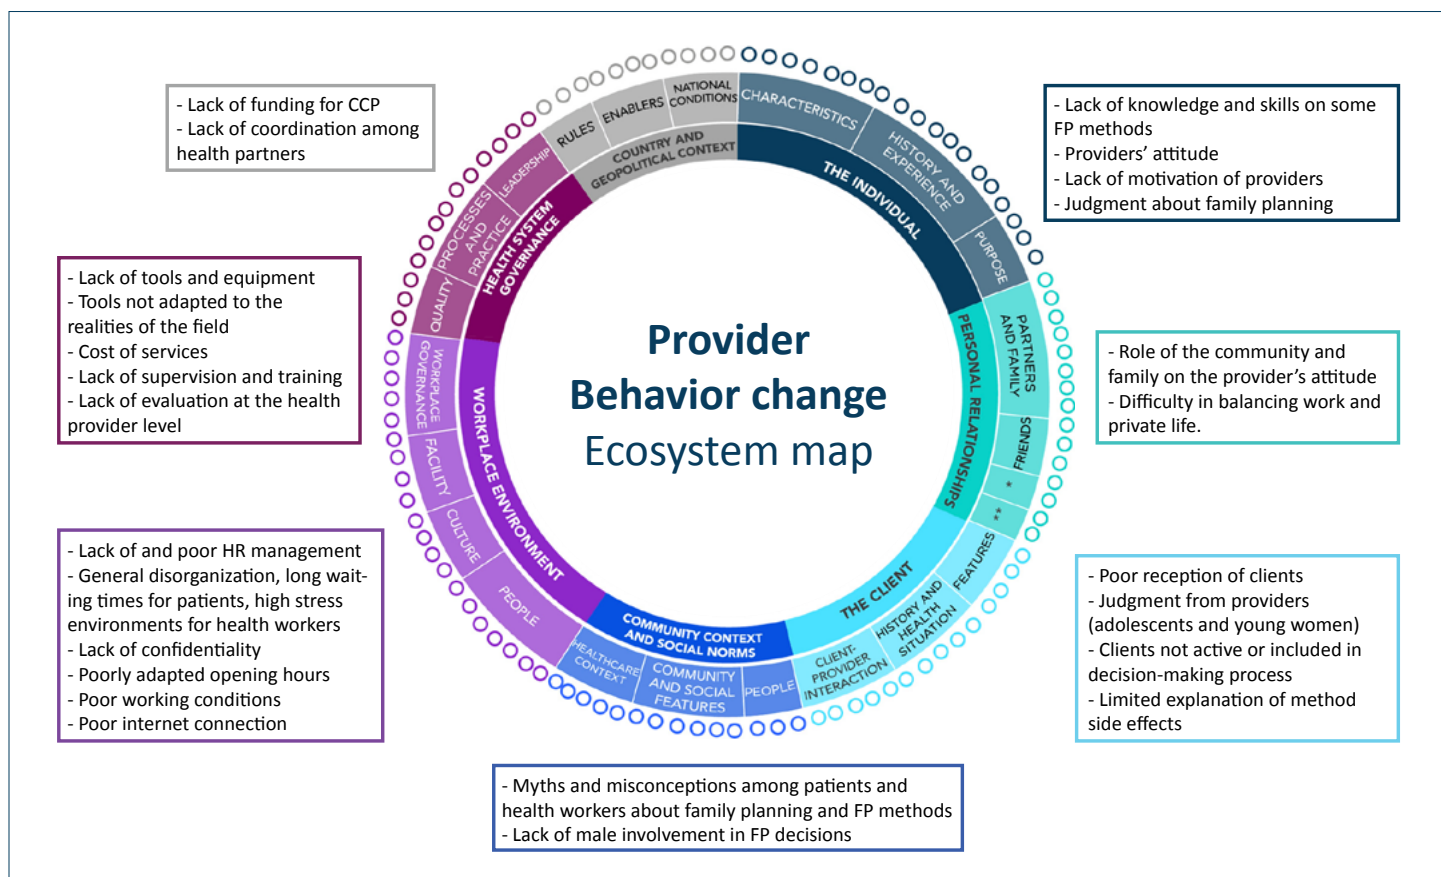 Provider
Behavior change
Ecosystem map
COUNTRY AND
GEOPOLITICAL CONTEXT
RULES
ENABLERS
NATIONAL
CONDITIONS
- Lack of funding for CCP
- Lack of coordination among
health partners
THE INDIVIDUAL
CHARACTERISTICS
HISTORY AND
EXPERIENCE
PURPOSE
- Lack of knowledge and skills on some
FP methods
- Providers’ attitude
- Lack of motivation of providers
- Judgment about family planning
PERSONAL RELATIONSHIPS
PARTNERS
AND FAMILY
FRIENDS
*
**
- Role of the community and
family on the provider’s attitude
- Difficulty in balancing work and
private life.
THE CLIENT
FEATURES
HISTORY AND
HEALTH
SITUATION
CLIENT-
PROVIDER
INTERACTION
- Poor reception of clients
- Judgment from providers
(adolescents and young women)
- Clients not active or included in
decision-making process
- Limited explanation of method
side effects
COMMUNITY CONTEXT
AND SOCIAL NORMS
PEOPLE
COMMUNITY
AND SOCIAL
FEATURES
HEALTHCARE
CONTEXT
- Myths and misconceptions among patients and
health workers about family planning and FP methods
- Lack of male involvement in FP decisions
WORKPLACE ENVIRONMENT
PEOPLE
CULTURE
FACILITY
WORKPLACE
GOVERNANCE
- Lack of and poor HR management
- General disorganization, long wait-
ing times for patients, high stress
environments for health workers
- Lack of confidentiality
- Poorly adapted opening hours
- Poor working conditions
- Poor internet connection
HEALTH SYSTEM
GOVERNANCE
QUALITY
PROCESSES
AND
PRACTICE
LEADERSHIP
- Lack of tools and equipment
- Tools not adapted to the
realities of the field
- Cost of services
- Lack of supervision and training
- Lack of evaluation at the health
provider level